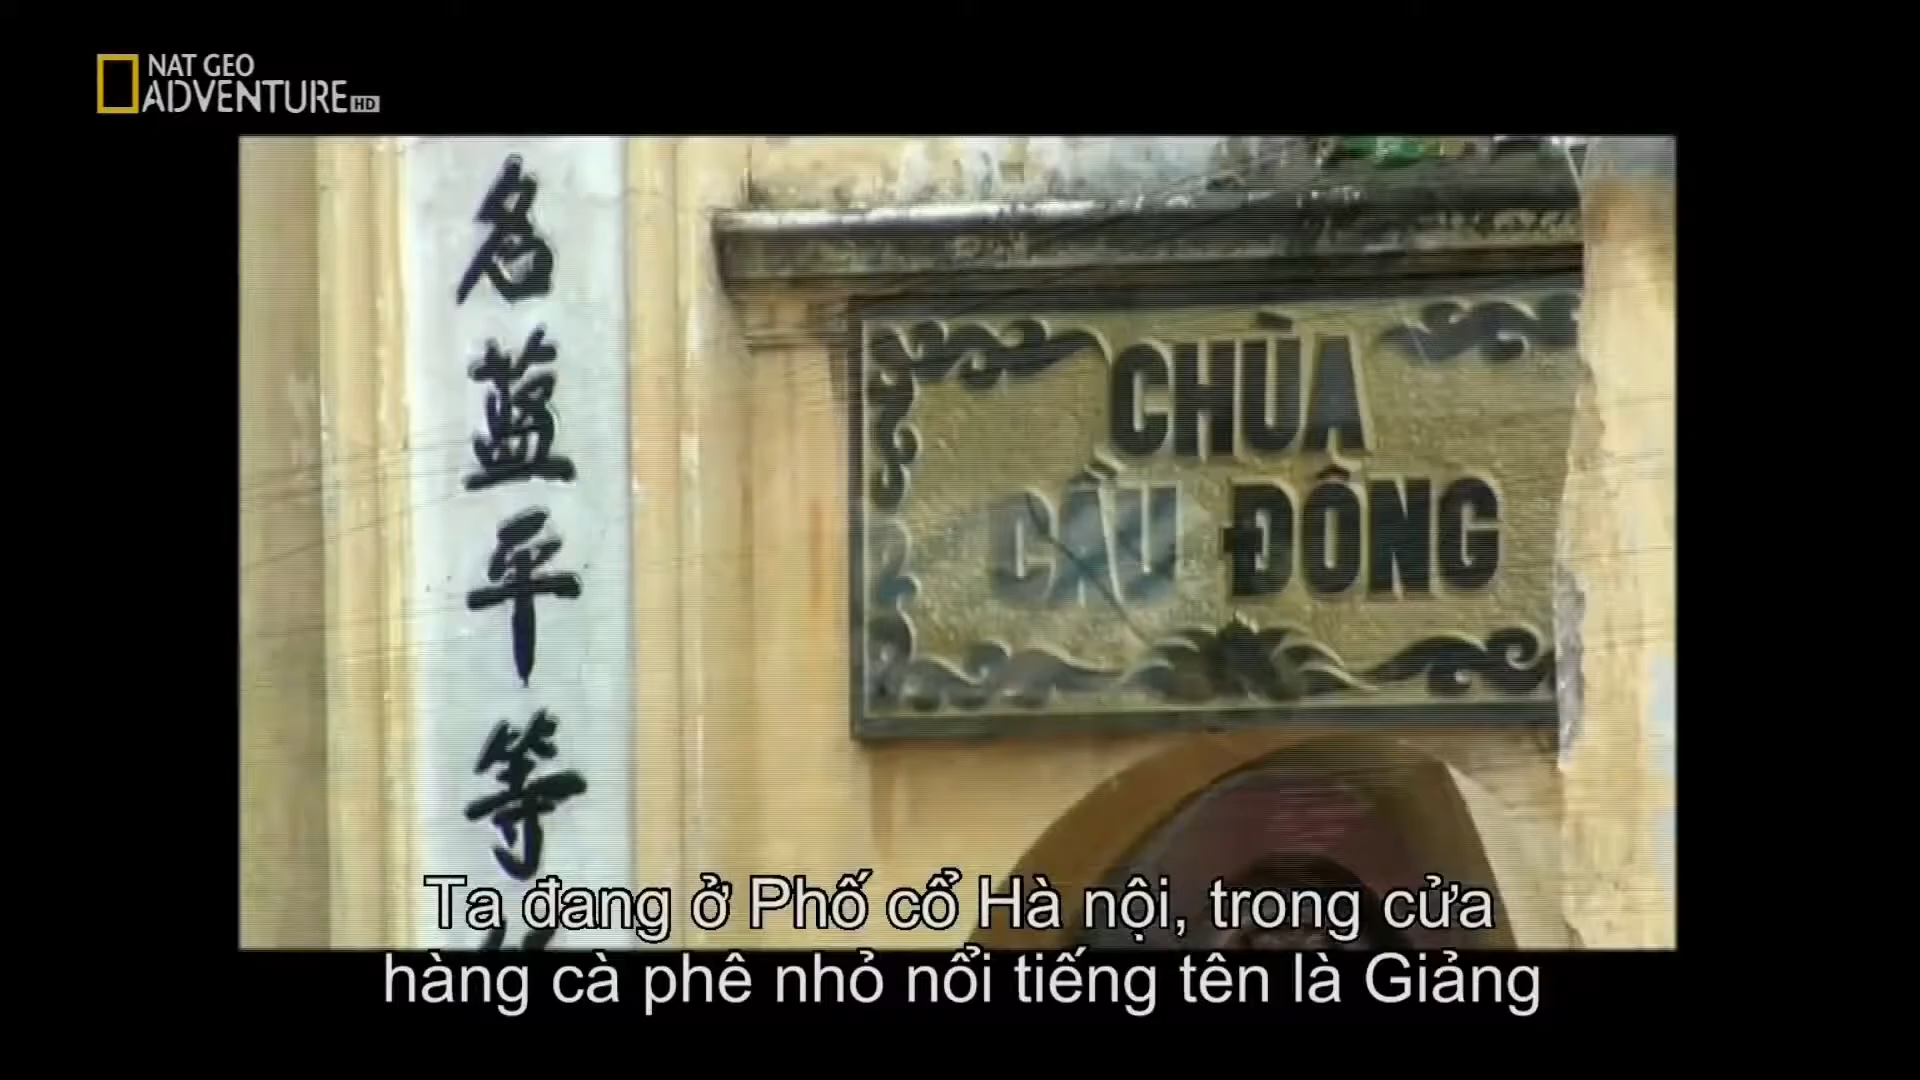 NAT GEO
ADVENTURE HD
名藍平等
CHÙA
CẦU ĐÔNG
Ta đang ở Phố cổ Hà nội, trong cửa
hàng cà phê nhỏ nổi tiếng tên là Giảng